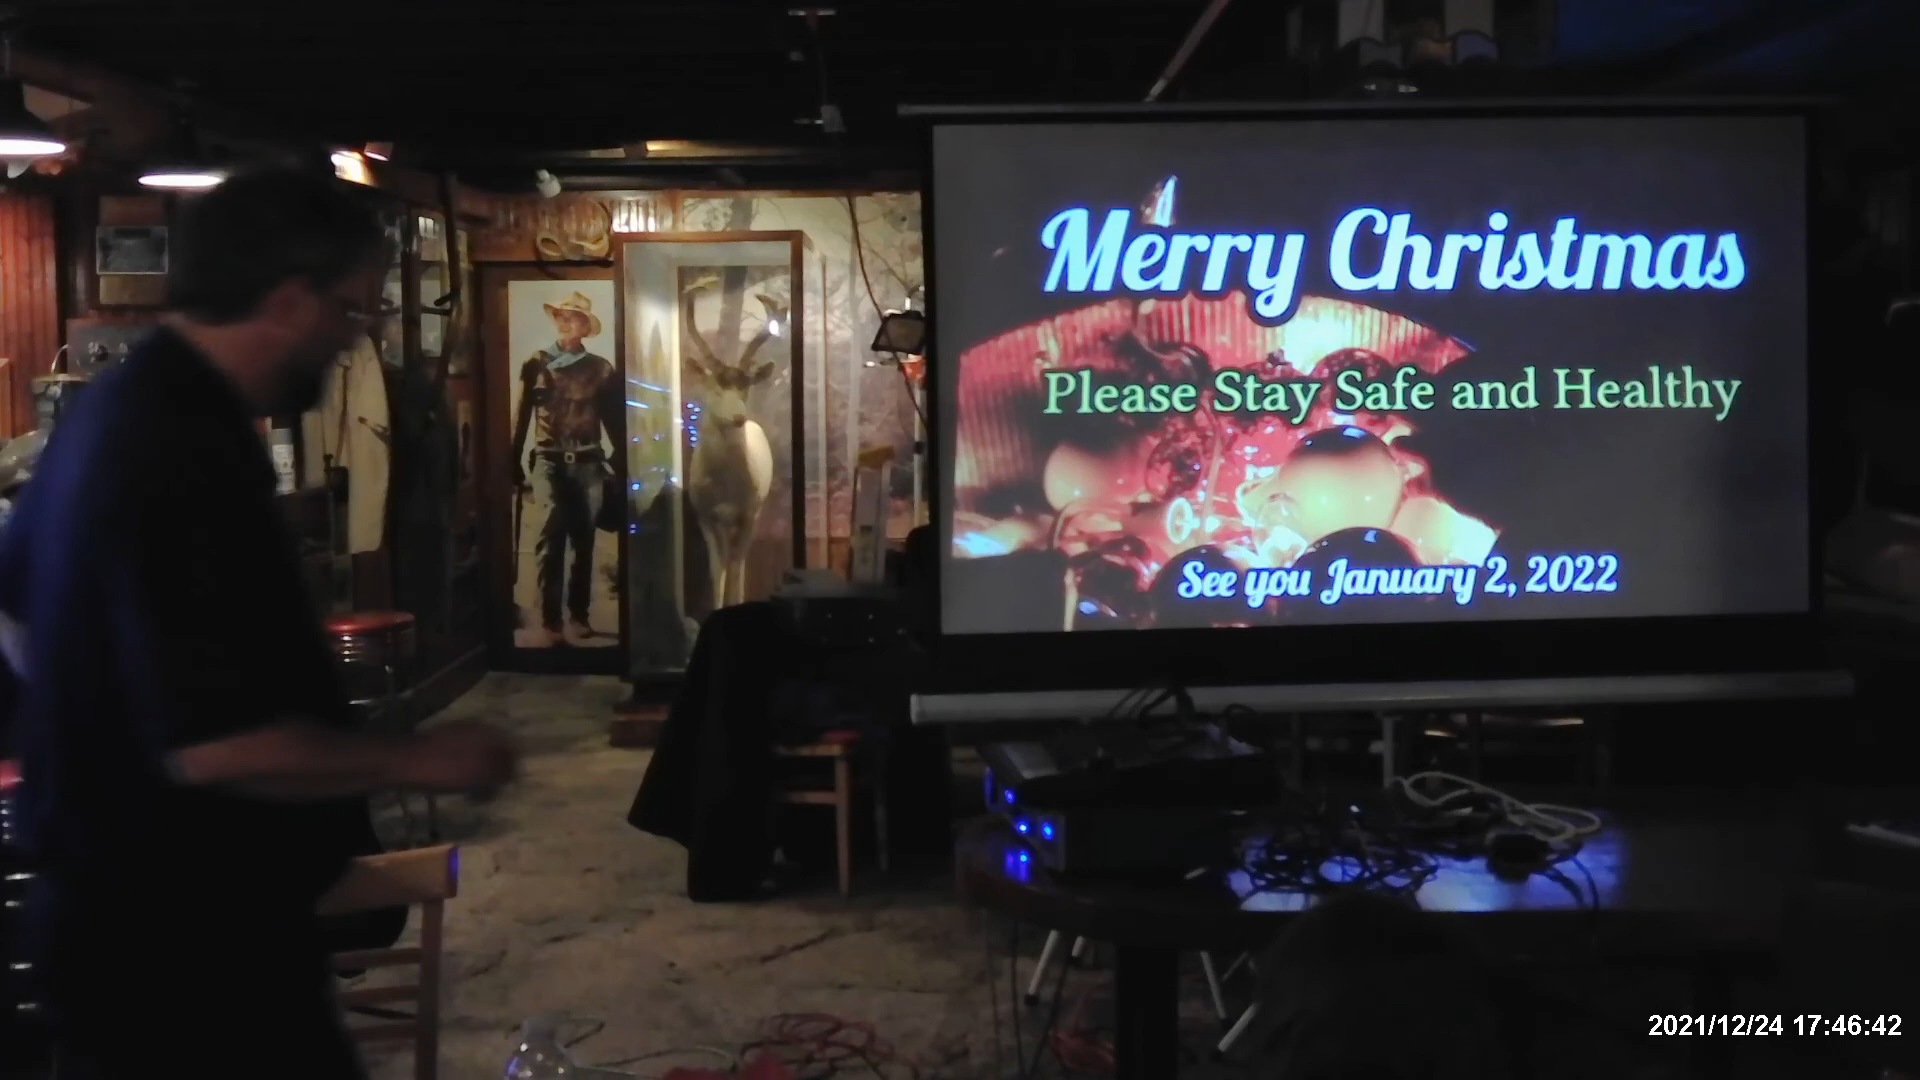 Merry Christmas
Please Stay Safe and Healthy
See you January 2, 2022
2021/12/24 17:46:42